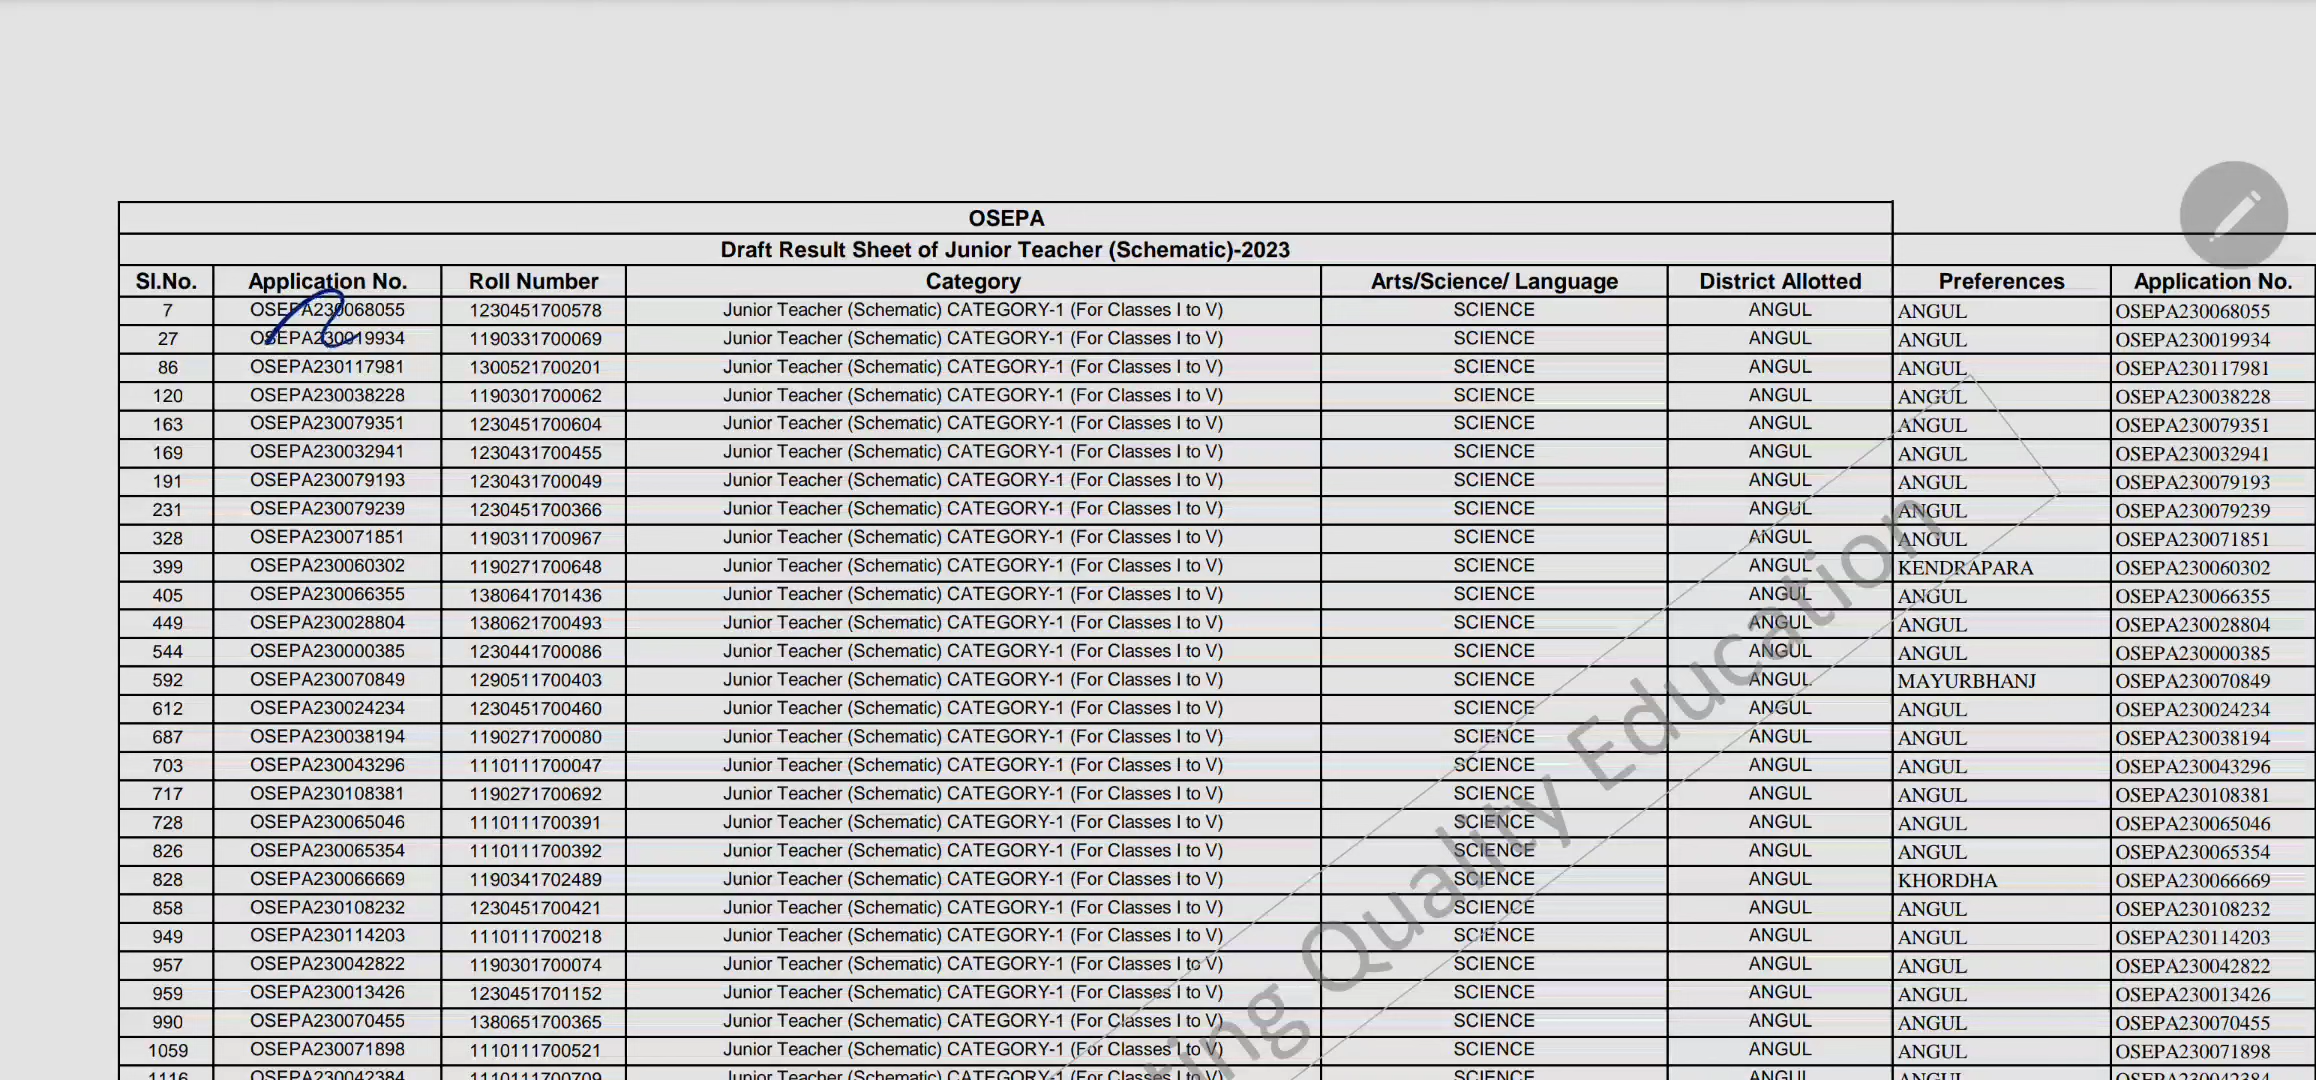 OSEPA
Draft Result Sheet of Junior Teacher (Schematic)-2023
Sl.No. Application No. Roll Number Category Arts/Science/ Language District Allotted Preferences Application No.
7 OSEPA230068055 1230451700578 Junior Teacher (Schematic) CATEGORY-1 (For Classes I to V) SCIENCE ANGUL ANGUL OSEPA230068055
27 OSEPA230019934 1190331700069 Junior Teacher (Schematic) CATEGORY-1 (For Classes I to V) SCIENCE ANGUL ANGUL OSEPA230019934
86 OSEPA230117981 1300521700201 Junior Teacher (Schematic) CATEGORY-1 (For Classes I to V) SCIENCE ANGUL ANGUL OSEPA230117981
120 OSEPA230038228 1190301700062 Junior Teacher (Schematic) CATEGORY-1 (For Classes I to V) SCIENCE ANGUL ANGUL OSEPA230038228
163 OSEPA230079351 1230451700604 Junior Teacher (Schematic) CATEGORY-1 (For Classes I to V) SCIENCE ANGUL ANGUL OSEPA230079351
169 OSEPA230032941 1230431700455 Junior Teacher (Schematic) CATEGORY-1 (For Classes I to V) SCIENCE ANGUL ANGUL OSEPA230032941
191 OSEPA230079193 1230431700049 Junior Teacher (Schematic) CATEGORY-1 (For Classes I to V) SCIENCE ANGUL ANGUL OSEPA230079193
231 OSEPA230079239 1230451700366 Junior Teacher (Schematic) CATEGORY-1 (For Classes I to V) SCIENCE ANGUL ANGUL OSEPA230079239
328 OSEPA230071851 1190311700967 Junior Teacher (Schematic) CATEGORY-1 (For Classes I to V) SCIENCE ANGUL ANGUL OSEPA230071851
399 OSEPA230060302 1190271700648 Junior Teacher (Schematic) CATEGORY-1 (For Classes I to V) SCIENCE ANGUL KENDRAPARA OSEPA230060302
405 OSEPA230066355 1380641701436 Junior Teacher (Schematic) CATEGORY-1 (For Classes I to V) SCIENCE ANGUL ANGUL OSEPA230066355
449 OSEPA230028804 1380621700493 Junior Teacher (Schematic) CATEGORY-1 (For Classes I to V) SCIENCE ANGUL ANGUL OSEPA230028804
544 OSEPA230000385 1230441700086 Junior Teacher (Schematic) CATEGORY-1 (For Classes I to V) SCIENCE ANGUL ANGUL OSEPA230000385
592 OSEPA230070849 1290511700403 Junior Teacher (Schematic) CATEGORY-1 (For Classes I to V) SCIENCE ANGUL MAYURBHANJ OSEPA230070849
612 OSEPA230024234 1230451700460 Junior Teacher (Schematic) CATEGORY-1 (For Classes I to V) SCIENCE ANGUL ANGUL OSEPA230024234
687 OSEPA230038194 1190271700080 Junior Teacher (Schematic) CATEGORY-1 (For Classes I to V) SCIENCE ANGUL ANGUL OSEPA230038194
703 OSEPA230043296 1110111700047 Junior Teacher (Schematic) CATEGORY-1 (For Classes I to V) SCIENCE ANGUL ANGUL OSEPA230043296
717 OSEPA230108381 1190271700692 Junior Teacher (Schematic) CATEGORY-1 (For Classes I to V) SCIENCE ANGUL ANGUL OSEPA230108381
728 OSEPA230065046 1110111700391 Junior Teacher (Schematic) CATEGORY-1 (For Classes I to V) SCIENCE ANGUL ANGUL OSEPA230065046
826 OSEPA230065354 1110111700392 Junior Teacher (Schematic) CATEGORY-1 (For Classes I to V) SCIENCE ANGUL ANGUL OSEPA230065354
828 OSEPA230066669 1190341702489 Junior Teacher (Schematic) CATEGORY-1 (For Classes I to V) SCIENCE ANGUL KHORDHA OSEPA230066669
858 OSEPA230108232 1230451700421 Junior Teacher (Schematic) CATEGORY-1 (For Classes I to V) SCIENCE ANGUL ANGUL OSEPA230108232
949 OSEPA230114203 1110111700218 Junior Teacher (Schematic) CATEGORY-1 (For Classes I to V) SCIENCE ANGUL ANGUL OSEPA230114203
957 OSEPA230042822 1190301700074 Junior Teacher (Schematic) CATEGORY-1 (For Classes I to V) SCIENCE ANGUL ANGUL OSEPA230042822
959 OSEPA230013426 1230451701152 Junior Teacher (Schematic) CATEGORY-1 (For Classes I to V) SCIENCE ANGUL ANGUL OSEPA230013426
990 OSEPA230070455 1380651700365 Junior Teacher (Schematic) CATEGORY-1 (For Classes I to V) SCIENCE ANGUL ANGUL OSEPA230070455
1059 OSEPA230071898 1110111700521 Junior Teacher (Schematic) CATEGORY-1 (For Classes I to V) SCIENCE ANGUL ANGUL OSEPA230071898
1116 OSEPA230042384 1110111700709 Junior Teacher (Schematic) CATEGORY-1 (For Classes I to V) SCIENCE ANGUL ANGUL OSEPA230042384
Quality Education